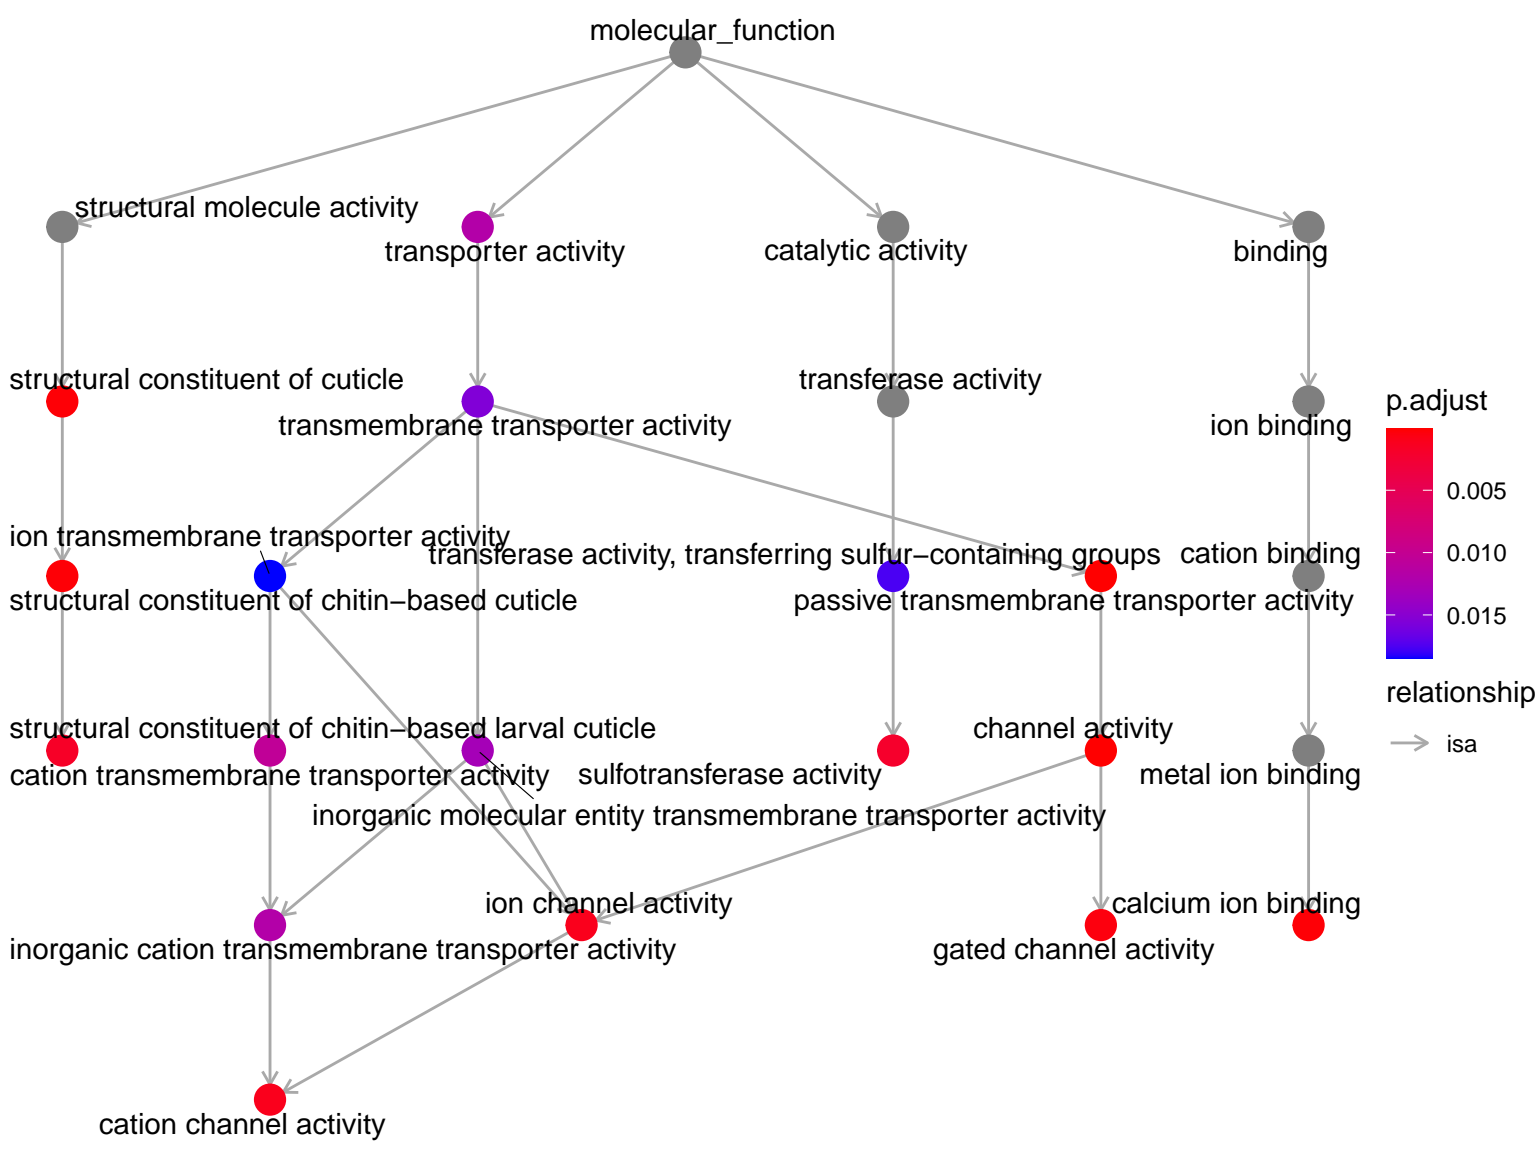 molecular_function
structural molecule activity
transporter activity
catalytic activity
binding
structural constituent of cuticle
transferase activity
transmembrane transporter activity
ion binding
p.adjust
0.005
0.010
0.015
relationship
isa
ion transmembrane transporter activity
transferase activity, transferring sulfur−containing groups
cation binding
structural constituent of chitin−based cuticle
passive transmembrane transporter activity
structural constituent of chitin−based larval cuticle
channel activity
cation transmembrane transporter activity
sulfotransferase activity
metal ion binding
inorganic molecular entity transmembrane transporter activity
ion channel activity
calcium ion binding
inorganic cation transmembrane transporter activity
gated channel activity
cation channel activity